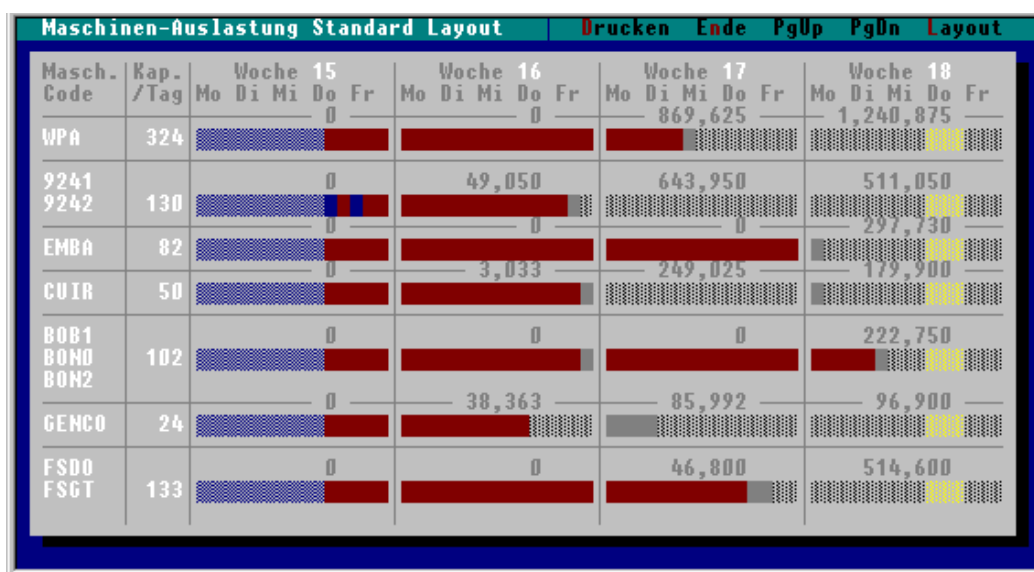 Maschinen-Auslastung Standard Layout Drucken Ende PgUp PgDn Layout
Masch. Kap. Woche 15 Woche 16 Woche 17 Woche 18
Code /Tag Mo Di Mi Do Fr Mo Di Mi Do Fr Mo Di Mi Do Fr Mo Di Mi Do Fr
0 0 869,625 1,240,875
WPA 324
9241 0 49,050 643,950 511,050
9242 130
0 0 0 297,730
EMBA 82
0 3,033 249,025 179,900
CUIR 50
BOB1 0 0 0 222,750
BON0 102
BON2
0 38,363 85,992 96,900
GENCO 24
FSDO 0 0 46,800 514,600
FSGT 133